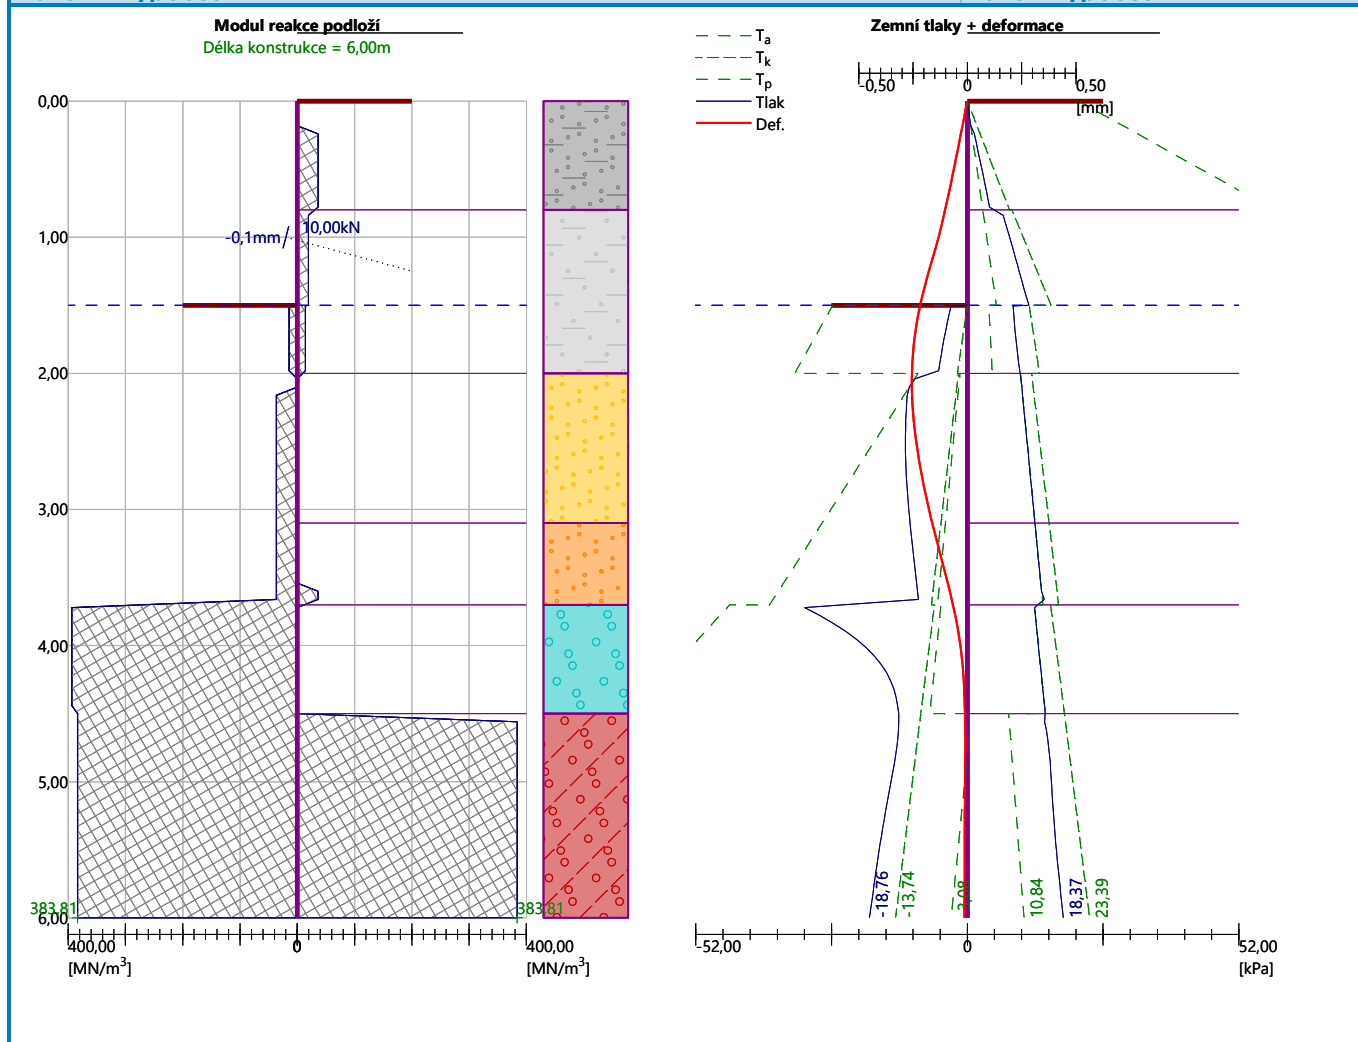 Modul reakce podloží
Délka konstrukce = 6,00m
0,00
1,00
2,00
3,00
4,00
5,00
6,00
-0,1mm
10,00kN
383,81
383,81
400,00
0
400,00
[MN/m³]
[MN/m³]
Tₐ
Tₖ
Tₚ
Tlak
Def.
Zemní tlaky + deformace
-0,50
0
0,50
[mm]
-18,76
-13,74
10,84
18,37
23,39
-52,00
0
52,00
[kPa]